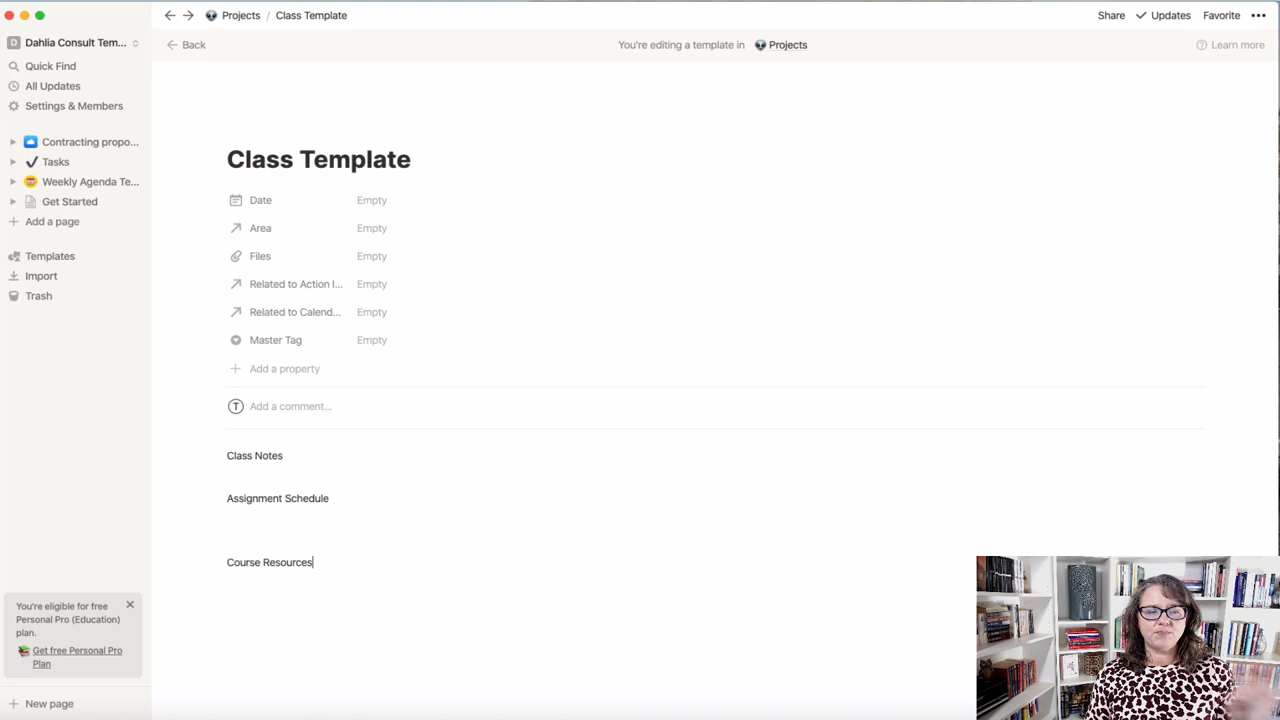 Projects / Class Template
Share
Updates
Favorite
D Dahlia Consult Tem...
Back
You're editing a template in Projects
Learn more
Quick Find
All Updates
Settings & Members
Contracting propo...
Tasks
Weekly Agenda Te...
Get Started
Add a page
Templates
Import
Trash
Class Template
Date Empty
Area Empty
Files Empty
Related to Action I... Empty
Related to Calend... Empty
Master Tag Empty
Add a property
T Add a comment...
Class Notes
Assignment Schedule
Course Resources
You're eligible for free
Personal Pro (Education)
plan.
Get free Personal Pro
Plan
New page